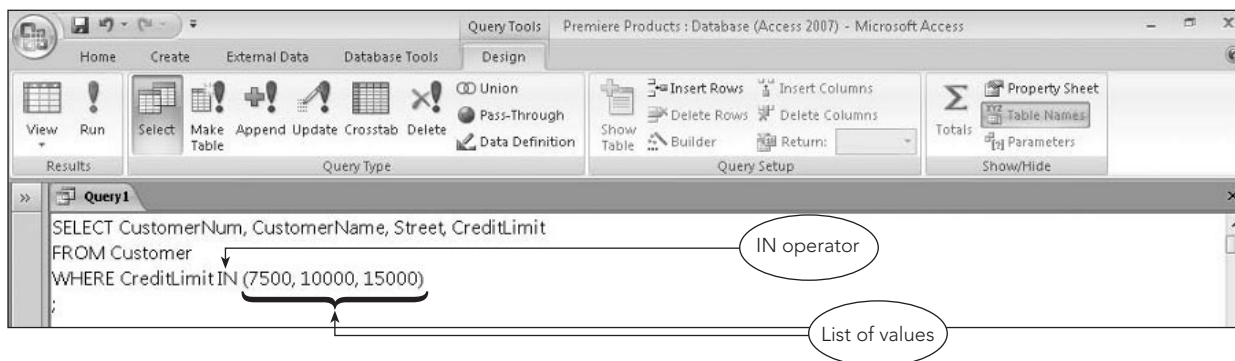 Query Tools Premiere Products : Database (Access 2007) - Microsoft Access
Home Create External Data Database Tools Design
View Run
Results
Select Make Table Append Update Crosstab Delete
Union
Pass-Through
Data Definition
Query Type
Show Table
Insert Rows
Delete Rows
Builder
Insert Columns
Delete Columns
Return:
Query Setup
Totals
Property Sheet
Table Names
Parameters
Show/Hide
Query1
SELECT CustomerNum, CustomerName, Street, CreditLimit
FROM Customer
WHERE CreditLimit IN (7500, 10000, 15000)
;
IN operator
List of values